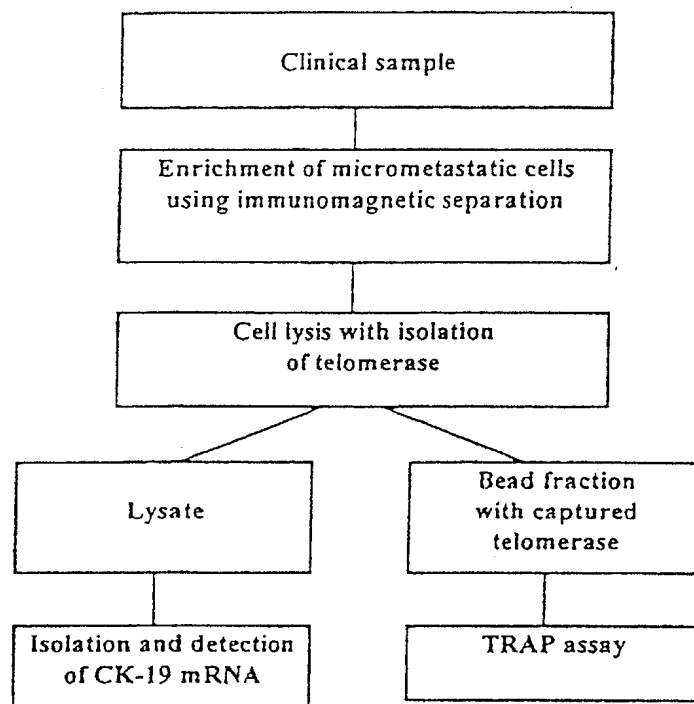 Clinical sample
Enrichment of micrometastatic cells
using immunomagnetic separation
Cell lysis with isolation
of telomerase
Lysate
Bead fraction
with captured
telomerase
Isolation and detection
of CK-19 mRNA
TRAP assay